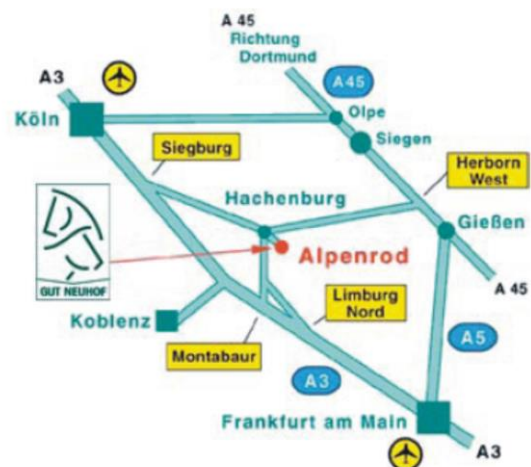 A 45
Richtung
Dortmund
A3
A45
Köln
Olpe
Siegen
Siegburg
Herborn
West
Hachenburg
Gießen
Alpenrod
GUT NEUHOF
A 45
Limburg
Nord
Koblenz
Montabaur
A5
A3
Frankfurt am Main
A3